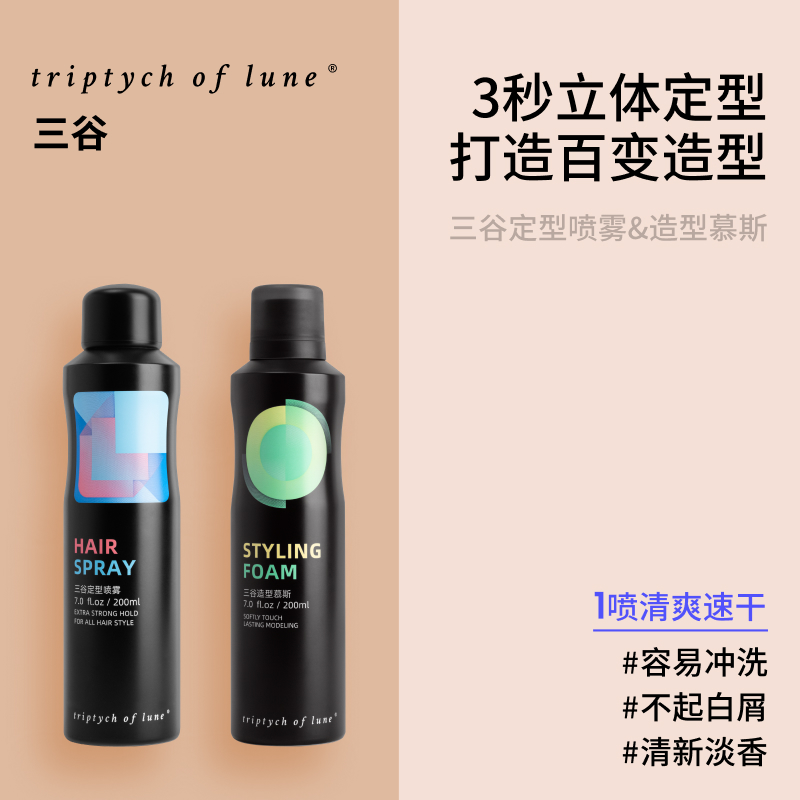 triptych of lune®
三谷
3秒立体定型
打造百变造型
三谷定型喷雾&造型慕斯
HAIR
SPRAY
三谷定型喷雾
7.0 fl.oz / 200ml
EXTRA STRONG HOLD
FOR ALL HAIR STYLE
triptych of lune®
STYLING
FOAM
三谷造型慕斯
7.0 fl.oz / 200ml
SOFTLY TOUCH
LASTING MODELING
triptych of lune®
1喷清爽速干
#容易冲洗
#不起白屑
#清新淡香